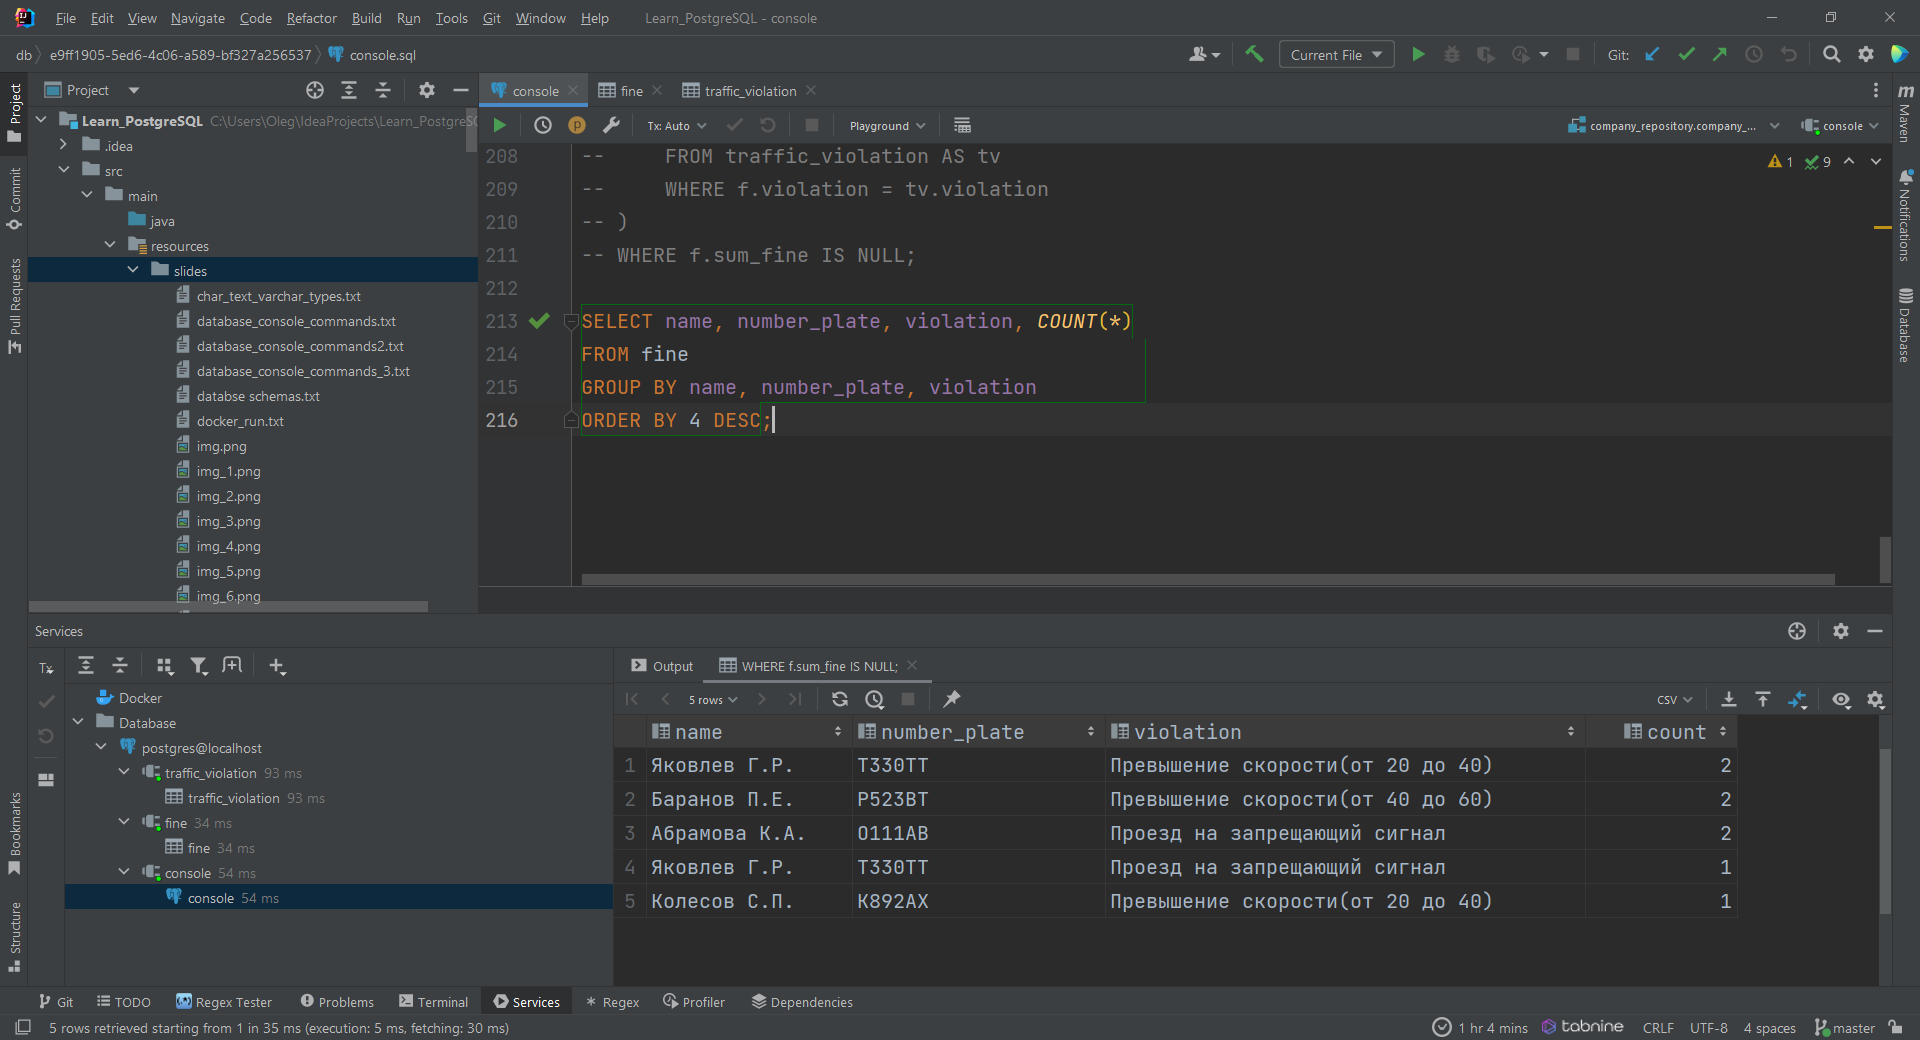 File Edit View Navigate Code Refactor Build Run Tools Git Window Help Learn_PostgreSQL - console
db e9ff1905-5ed6-4c06-a589-bf327a256537 console.sql Current File Git:
Project
Learn_PostgreSQL C:\Users\Oleg\IdeaProjects\Learn_PostgreSQ
.idea
src
main
java
resources
slides
char_text_varchar_types.txt
database_console_commands.txt
database_console_commands2.txt
database_console_commands_3.txt
databse schemas.txt
docker_run.txt
img.png
img_1.png
img_2.png
img_3.png
img_4.png
img_5.png
img_6.png
Project
Commit
Pull Requests
Bookmarks
Structure
console fine traffic_violation
Tx: Auto Playground company_repository.company_... console
1 9
208 -- FROM traffic_violation AS tv
209 -- WHERE f.violation = tv.violation
210 -- )
211 -- WHERE f.sum_fine IS NULL;
212
213 SELECT name, number_plate, violation, COUNT(*)
214 FROM fine
215 GROUP BY name, number_plate, violation
216 ORDER BY 4 DESC;
Maven
Notifications
Database
Services
Tx
Docker
Database
postgres@localhost
traffic_violation 93 ms
traffic_violation 93 ms
fine 34 ms
fine 34 ms
console 54 ms
console 54 ms
Output WHERE f.sum_fine IS NULL;
5 rows CSV
name number_plate violation count
1 Яковлев Г.Р. Т330ТТ Превышение скорости(от 20 до 40) 2
2 Баранов П.Е. Р523ВТ Превышение скорости(от 40 до 60) 2
3 Абрамова К.А. О111АВ Проезд на запрещающий сигнал 2
4 Яковлев Г.Р. Т330ТТ Проезд на запрещающий сигнал 1
5 Колесов С.П. К892АХ Превышение скорости(от 20 до 40) 1
Git TODO Regex Tester Problems Terminal Services Regex Profiler Dependencies
5 rows retrieved starting from 1 in 35 ms (execution: 5 ms, fetching: 30 ms) 1 hr 4 mins tabnine CRLF UTF-8 4 spaces master